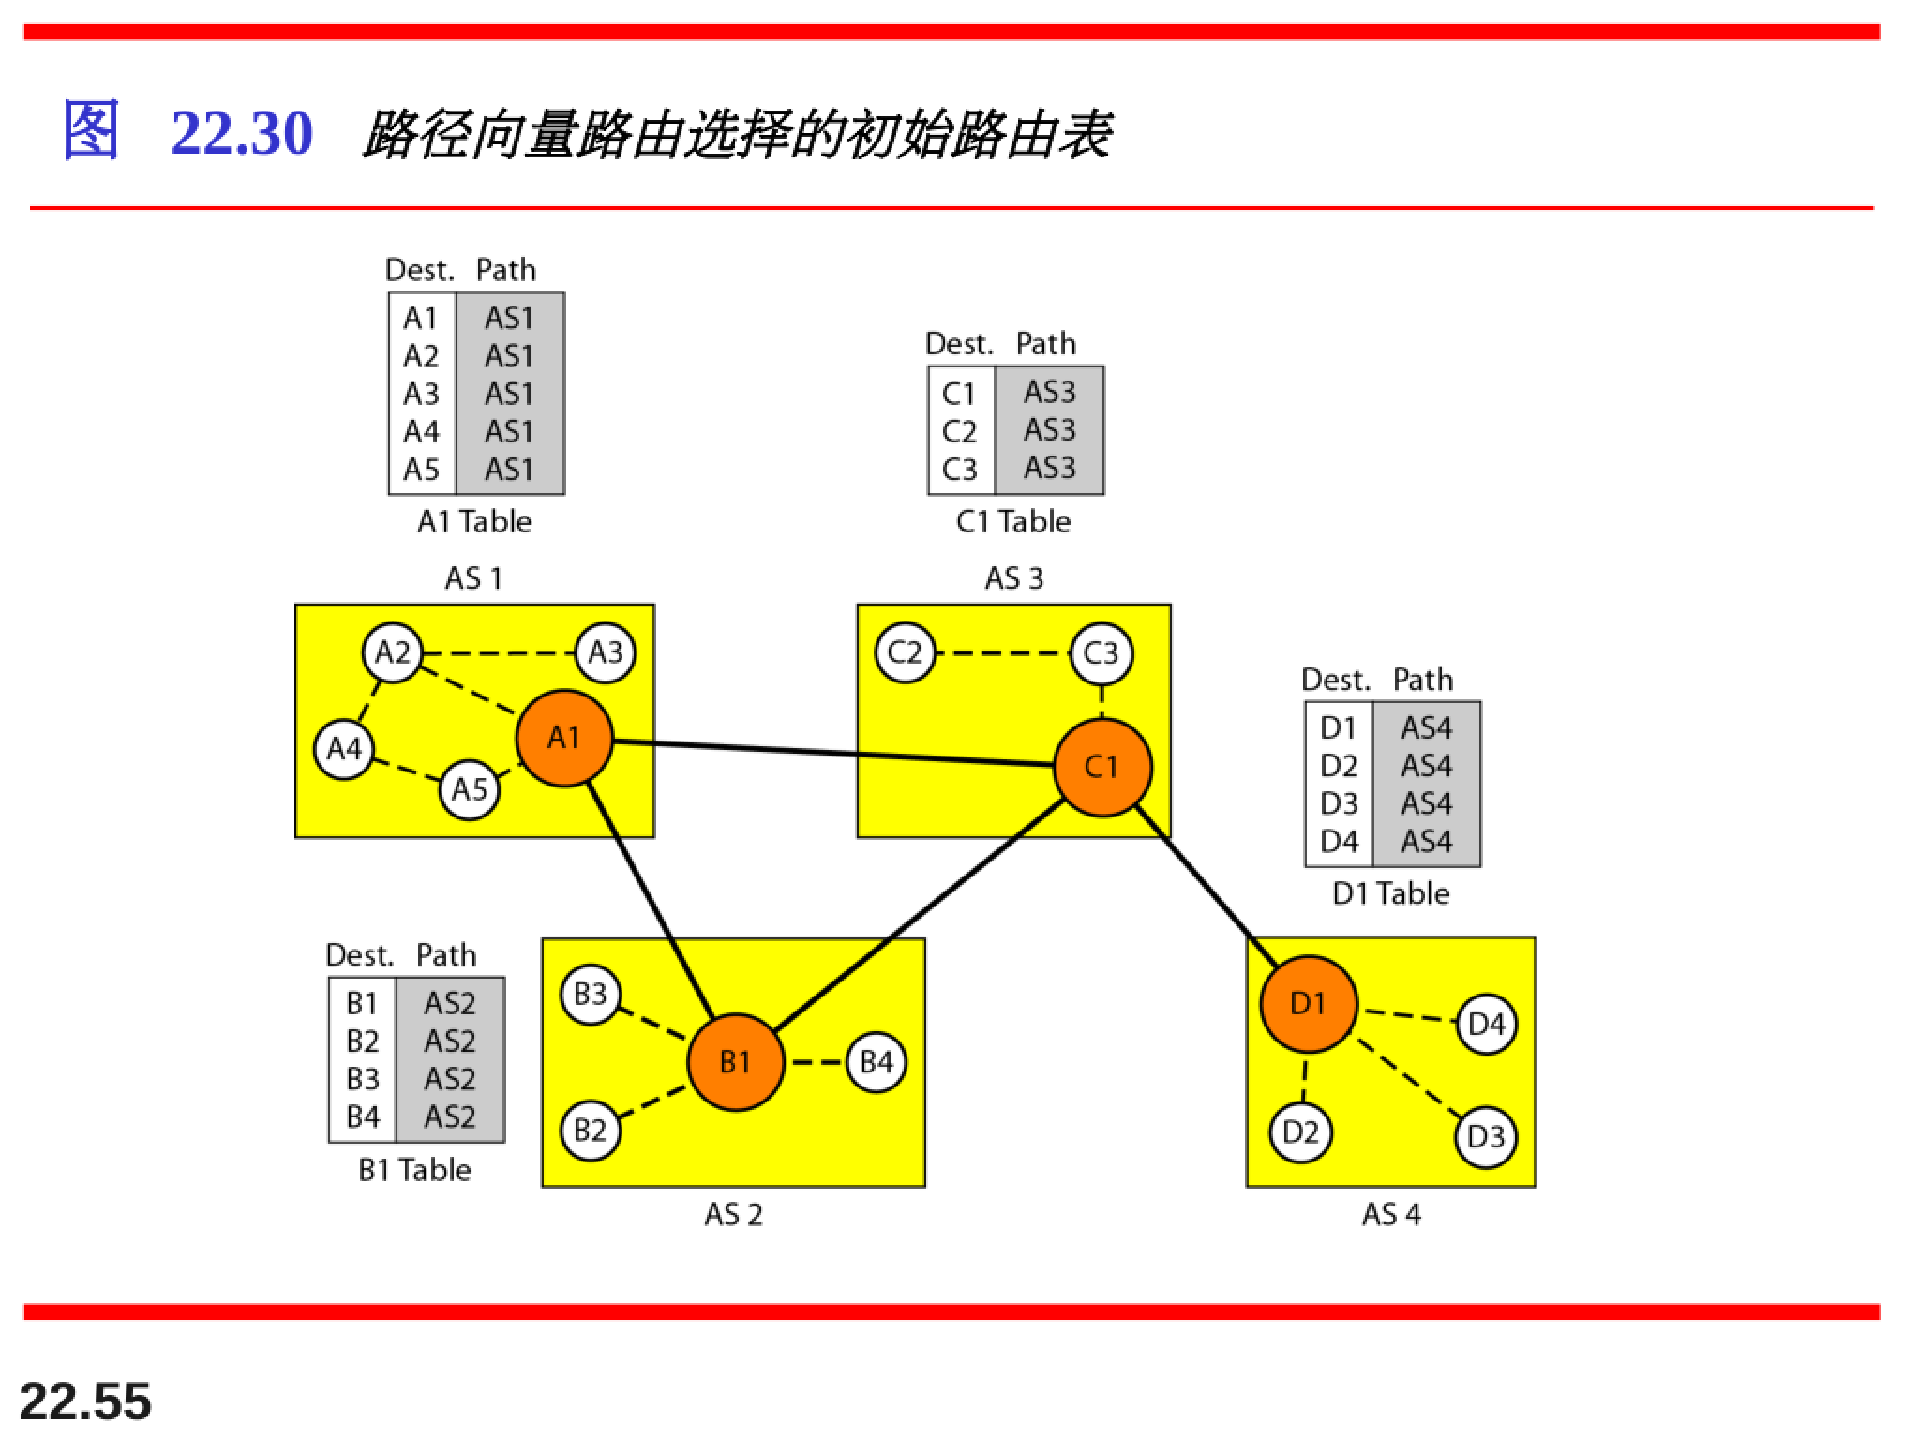 图 22.30 路径向量路由选择的初始路由表
Dest. Path
A1 AS1
A2 AS1
A3 AS1
A4 AS1
A5 AS1
A1 Table
AS 1
Dest. Path
C1 AS3
C2 AS3
C3 AS3
C1 Table
AS 3
A2 A3
A1
A4
A5
C2 C3
C1
Dest. Path
D1 AS4
D2 AS4
D3 AS4
D4 AS4
D1 Table
Dest. Path
B1 AS2
B2 AS2
B3 AS2
B4 AS2
B1 Table
B3
B1 B4
B2
AS 2
D1
D4
D2 D3
AS 4
22.55